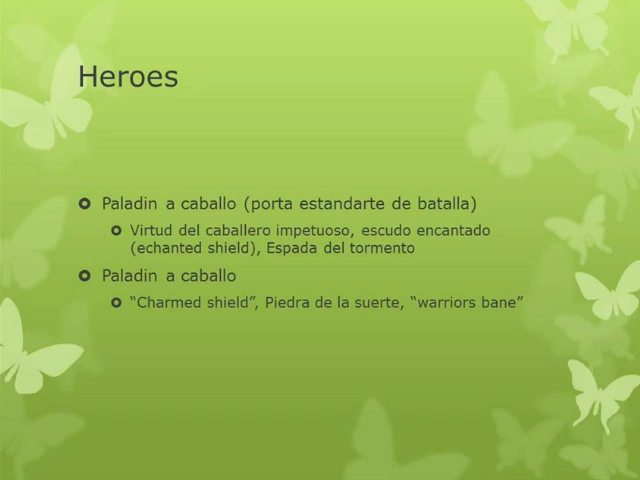 Heroes
Paladin a caballo (porta estandarte de batalla)
Virtud del caballero impetuoso, escudo encantado
(echanted shield), Espada del tormento
Paladin a caballo
“Charmed shield”, Piedra de la suerte, “warriors bane”